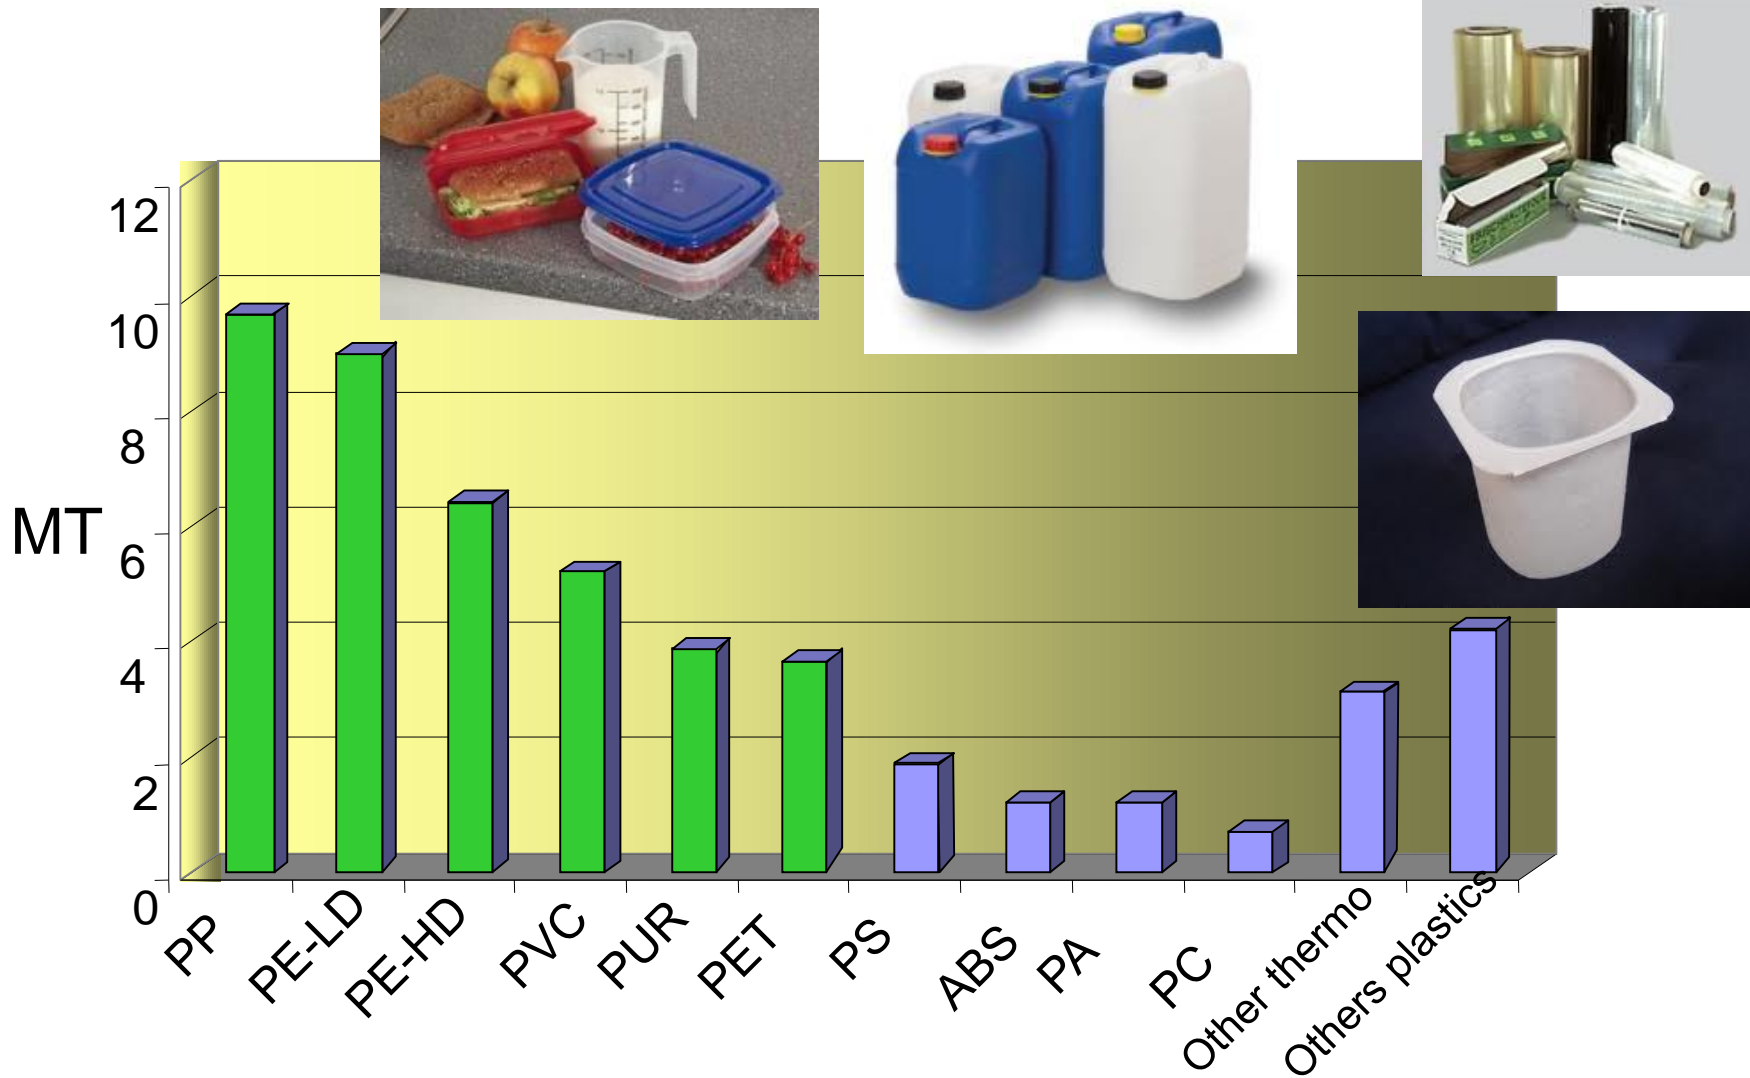 12
10
8
6
4
2
0
MT
PP
PE-LD
PE-HD
PVC
PUR
PET
PS
ABS
PA
PC
Other thermo
Others plastics